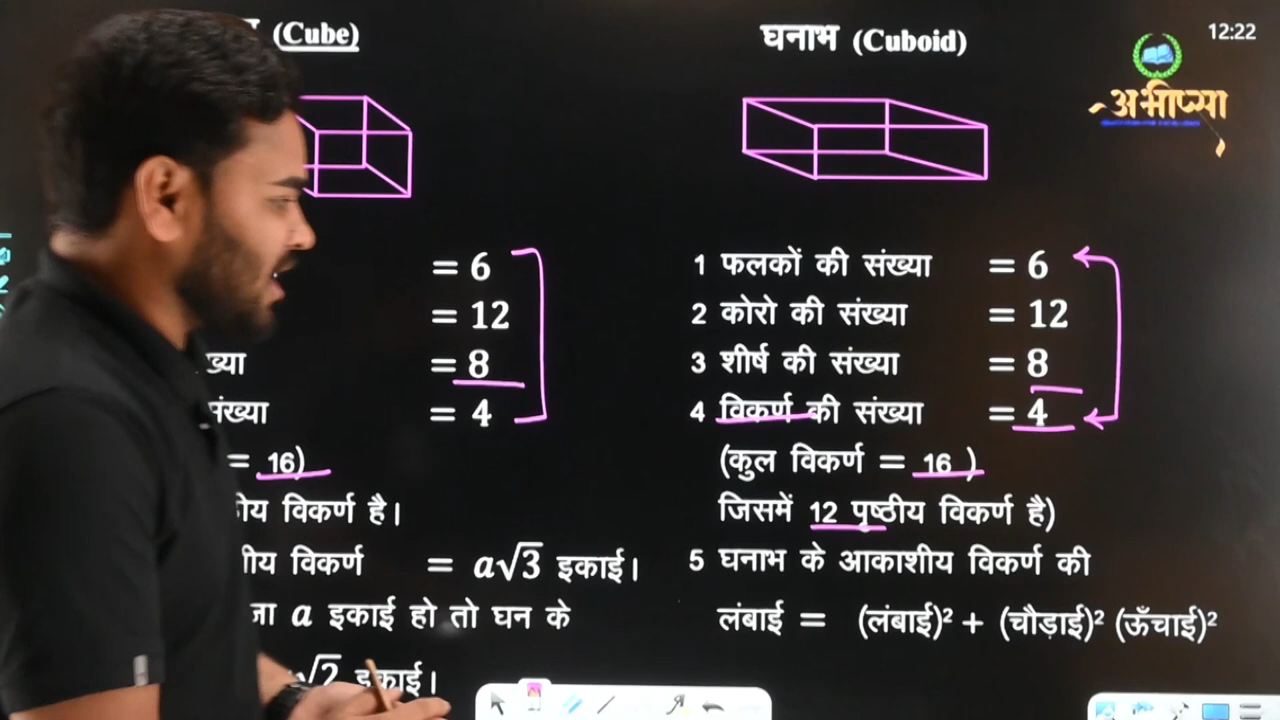 (Cube)
= 6
= 12
ख्या = 8
संख्या = 4
= 16)
ीय विकर्ण है।
ीय विकर्ण = a√3 इकाई।
जा a इकाई हो तो घन के
√2 इकाई।
घनाभ (Cuboid)
1 फलकों की संख्या = 6
2 कोरो की संख्या = 12
3 शीर्ष की संख्या = 8
4 विकर्ण की संख्या = 4
(कुल विकर्ण = 16 )
जिसमें 12 पृष्ठीय विकर्ण है)
5 घनाभ के आकाशीय विकर्ण की
लंबाई = (लंबाई)² + (चौड़ाई)² (ऊँचाई)²
12:22
अभीप्सा